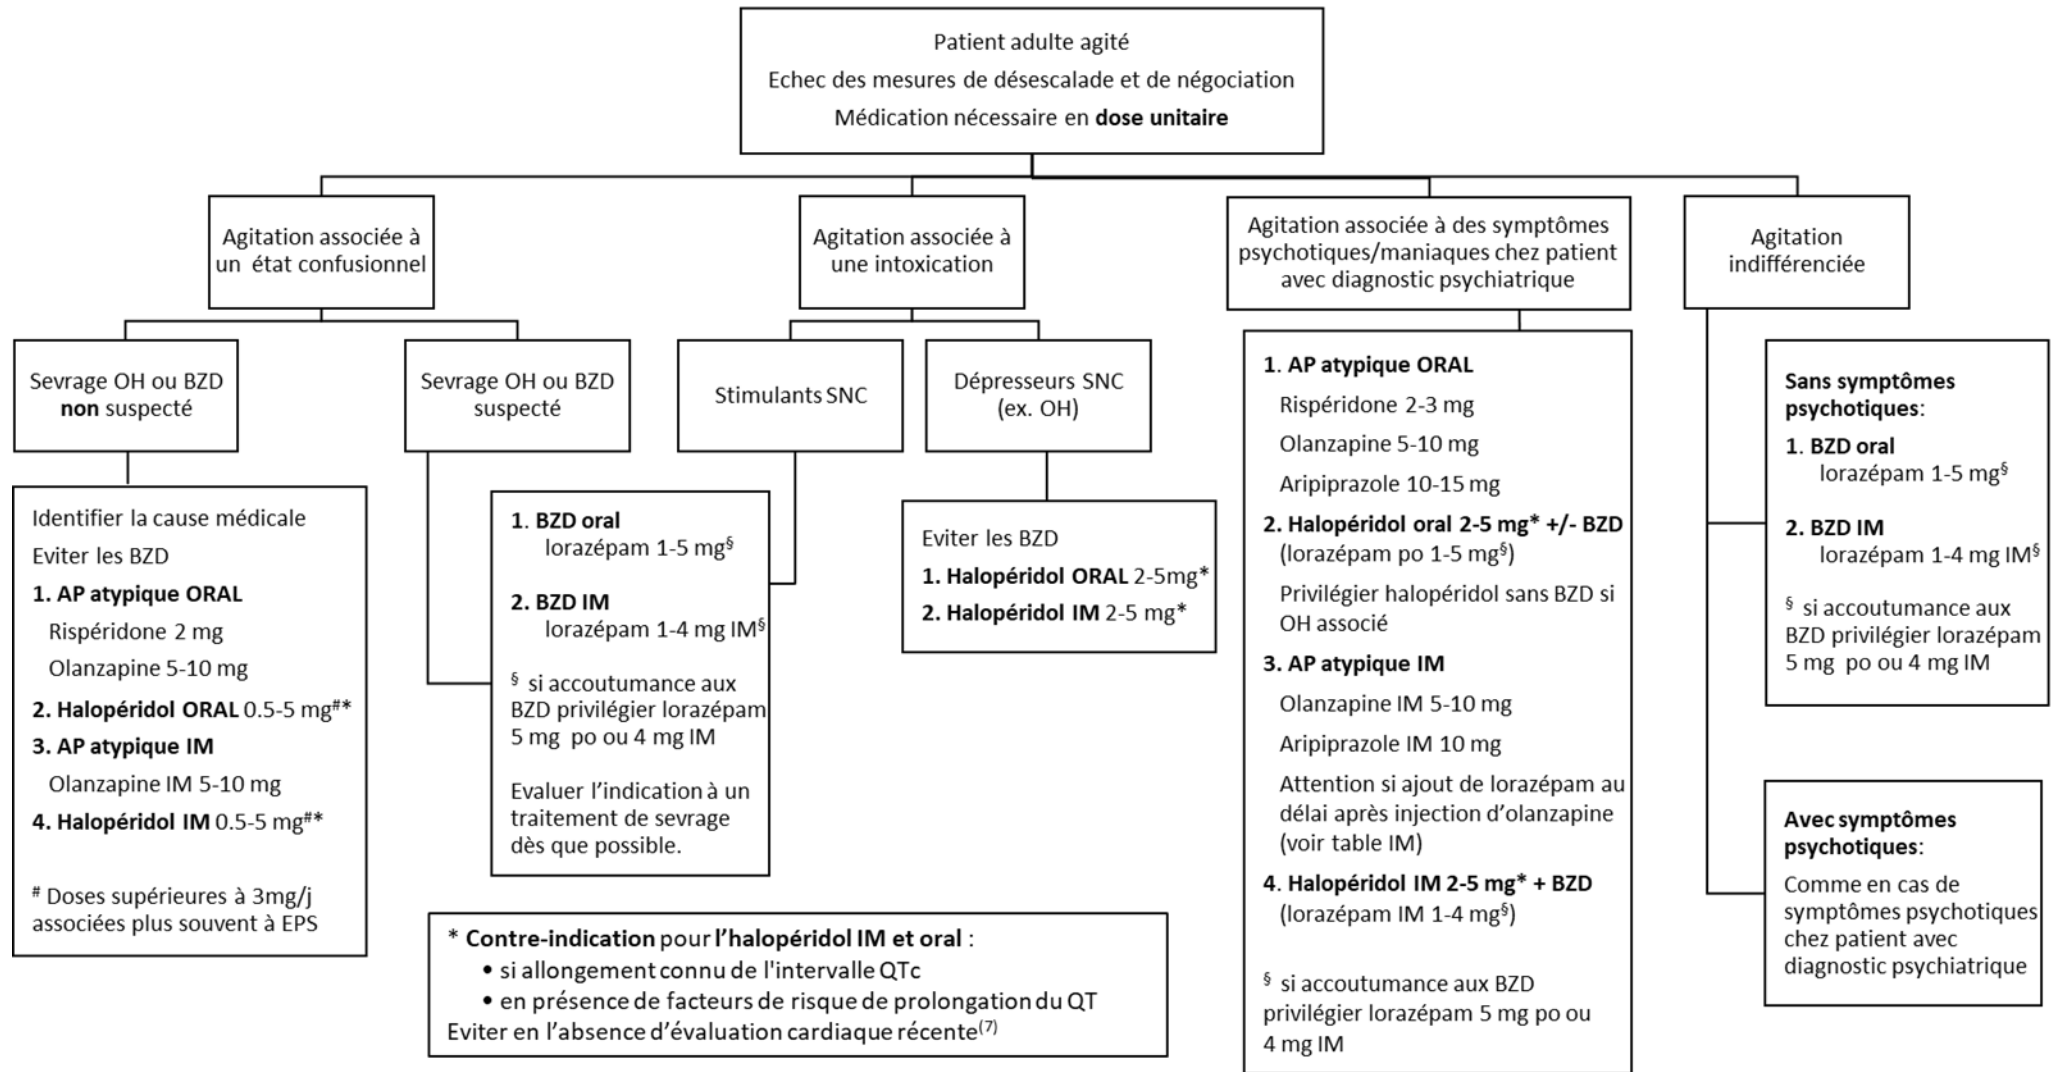 Patient adulte agité
Echec des mesures de désescalade et de négociation
Médication nécessaire en dose unitaire
Agitation associée à
un état confusionnel
Sevrage OH ou BZD
non suspecté
Identifier la cause médicale
Eviter les BZD
1. AP atypique ORAL
Rispéridone 2 mg
Olanzapine 5-10 mg
2. Halopéridol ORAL 0.5-5 mg#*
3. AP atypique IM
Olanzapine IM 5-10 mg
4. Halopéridol IM 0.5-5 mg#*
# Doses supérieures à 3mg/j
associées plus souvent à EPS
Sevrage OH ou BZD
suspecté
1. BZD oral
lorazépam 1-5 mg§
2. BZD IM
lorazépam 1-4 mg IM§
§ si accoutumance aux
BZD privilégier lorazépam
5 mg po ou 4 mg IM
Evaluer l'indication à un
traitement de sevrage
dès que possible.
Agitation associée à
une intoxication
Stimulants SNC
Dépresseurs SNC
(ex. OH)
Eviter les BZD
1. Halopéridol ORAL 2-5mg*
2. Halopéridol IM 2-5 mg*
Agitation associée à des symptômes
psychotiques/maniaques chez patient
avec diagnostic psychiatrique
1. AP atypique ORAL
Rispéridone 2-3 mg
Olanzapine 5-10 mg
Aripiprazole 10-15 mg
2. Halopéridol oral 2-5 mg* +/- BZD
(lorazépam po 1-5 mg§)
Privilégier halopéridol sans BZD si
OH associé
3. AP atypique IM
Olanzapine IM 5-10 mg
Aripiprazole IM 10 mg
Attention si ajout de lorazépam au
délai après injection d'olanzapine
(voir table IM)
4. Halopéridol IM 2-5 mg* + BZD
(lorazépam IM 1-4 mg§)
§ si accoutumance aux BZD
privilégier lorazépam 5 mg po ou
4 mg IM
Agitation
indifférenciée
Sans symptômes
psychotiques:
1. BZD oral
lorazépam 1-5 mg§
2. BZD IM
lorazépam 1-4 mg IM§
§ si accoutumance aux
BZD privilégier lorazépam
5 mg po ou 4 mg IM
Avec symptômes
psychotiques:
Comme en cas de
symptômes psychotiques
chez patient avec
diagnostic psychiatrique
* Contre-indication pour l'halopéridol IM et oral :
• si allongement connu de l'intervalle QTc
• en présence de facteurs de risque de prolongation du QT
Eviter en l'absence d'évaluation cardiaque récente(7)